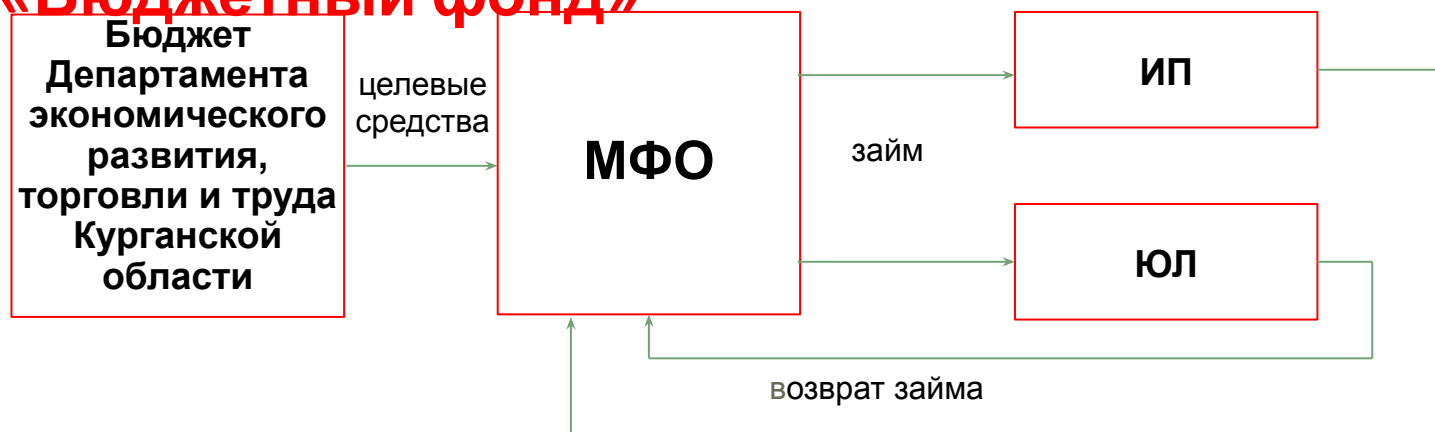 «Бюджетный фонд»
Бюджет
Департамента
экономического
развития,
торговли и труда
Курганской
области
целевые
средства
МФО
займ
ИП
ЮЛ
возврат займа